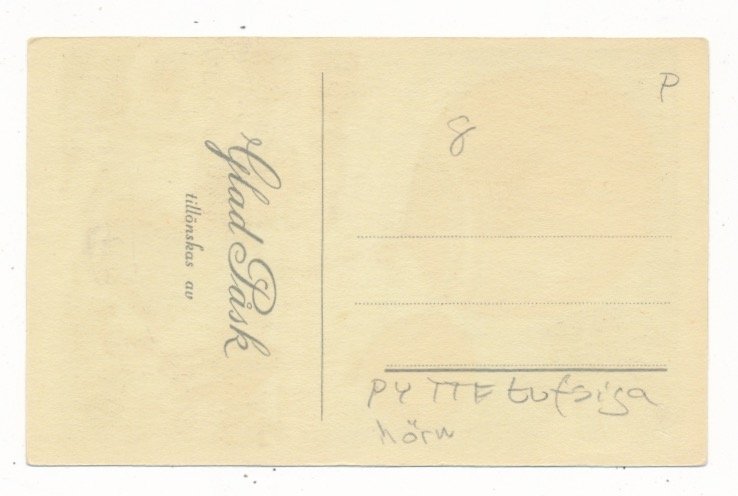 Glad Påsk
tillönskas av
P
8
PYTTE tufsiga
hörn